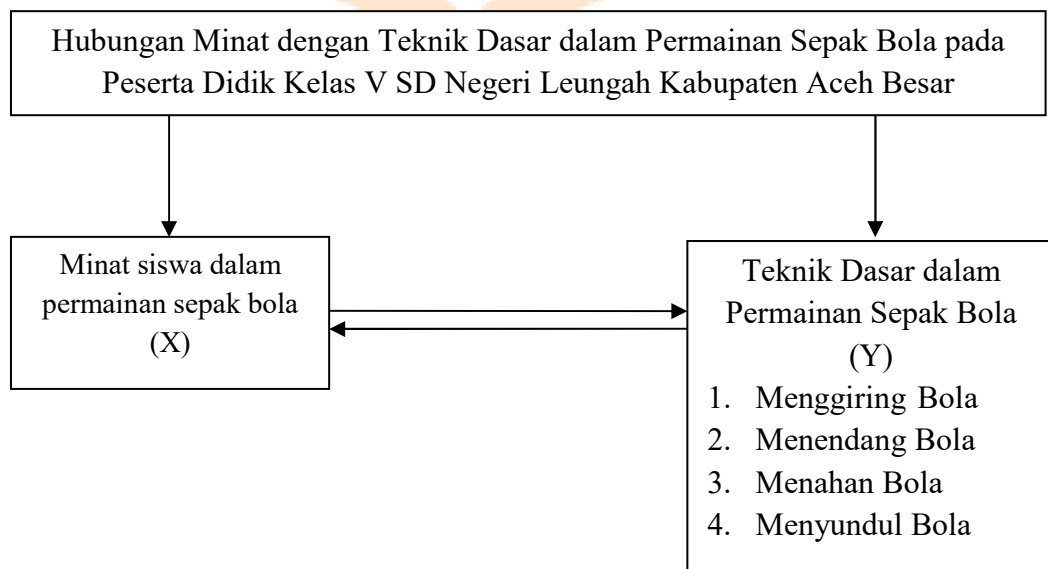 Hubungan Minat dengan Teknik Dasar dalam Permainan Sepak Bola pada
Peserta Didik Kelas V SD Negeri Leungah Kabupaten Aceh Besar
Minat siswa dalam
permainan sepak bola
(X)
Teknik Dasar dalam
Permainan Sepak Bola
(Y)
1. Menggiring Bola
2. Menendang Bola
3. Menahan Bola
4. Menyundul Bola